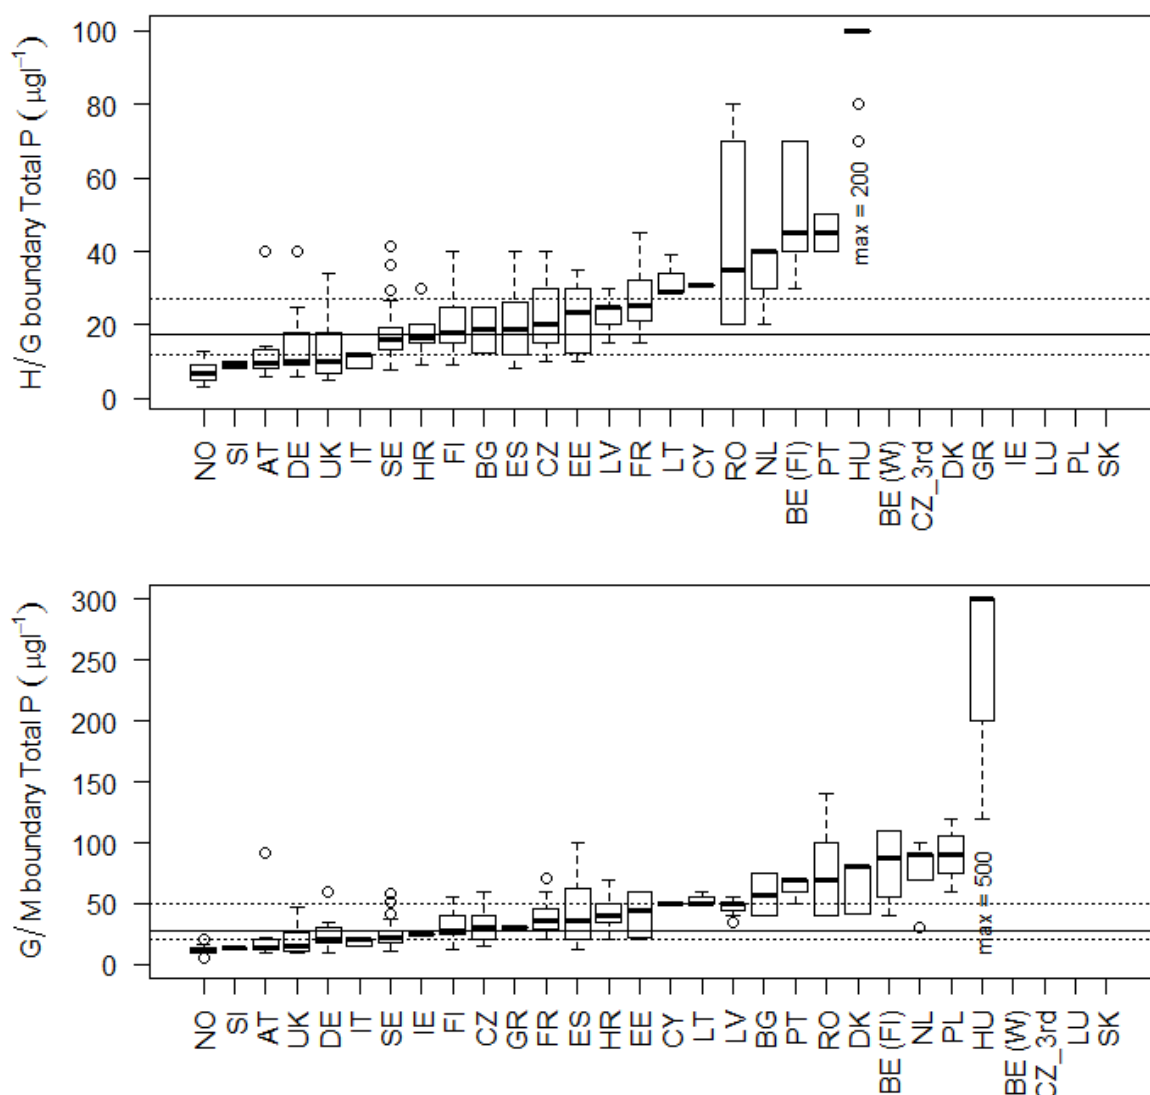 H/G boundary Total P ( µgl⁻¹)
100
80
60
40
20
0
max = 200
NO SI AT DE UK IT SE HR FI BG ES CZ EE LV FR LT CY RO NL BE (Fl) PT HU BE (W) CZ_3rd DK GR IE LU PL SK
G/M boundary Total P ( µgl⁻¹)
300
250
200
150
100
50
0
max = 500
NO SI AT UK DE IT SE IE FI CZ GR FR ES HR EE CY LT LV BG PT RO DK BE (Fl) NL PL HU BE (W) CZ_3rd LU SK